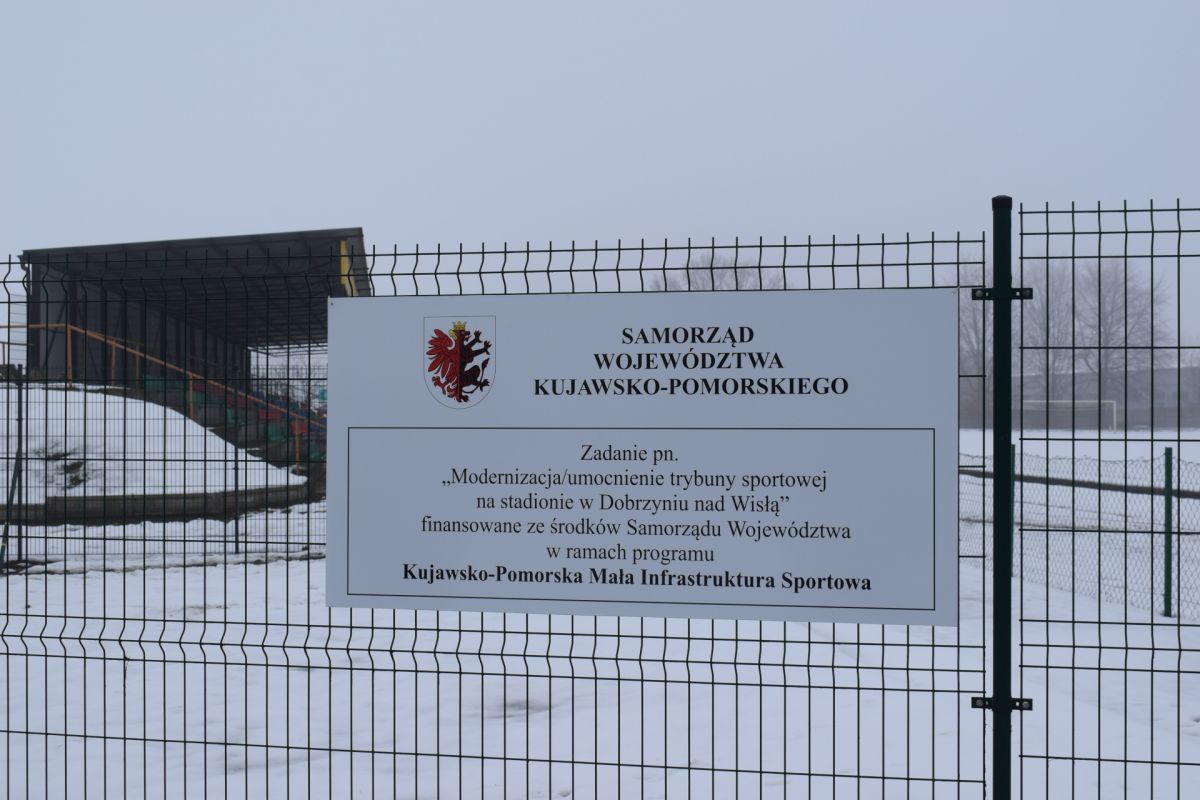 SAMORZĄD
WOJEWÓDZTWA
KUJAWSKO-POMORSKIEGO
Zadanie pn.
„Modernizacja/umocnienie trybuny sportowej
na stadionie w Dobrzyniu nad Wisłą”
finansowane ze środków Samorządu Województwa
w ramach programu
Kujawsko-Pomorska Mała Infrastruktura Sportowa